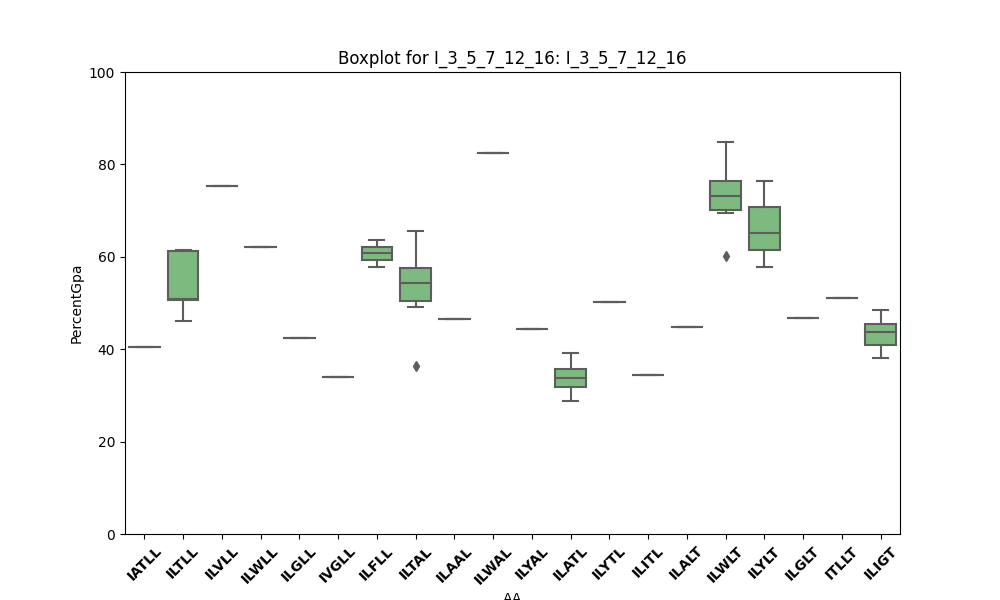 Boxplot for I_3_5_7_12_16: I_3_5_7_12_16
PercentGpa
100
80
60
40
20
0
IATLL ILTLL ILVLL ILWLL ILGLL IVGLL ILFLL ILTAL ILAAL ILWAL ILYAL ILATL ILYTL ILITL ILALT ILWLT ILYLT ILGLT ITLLT ILIGT
AA